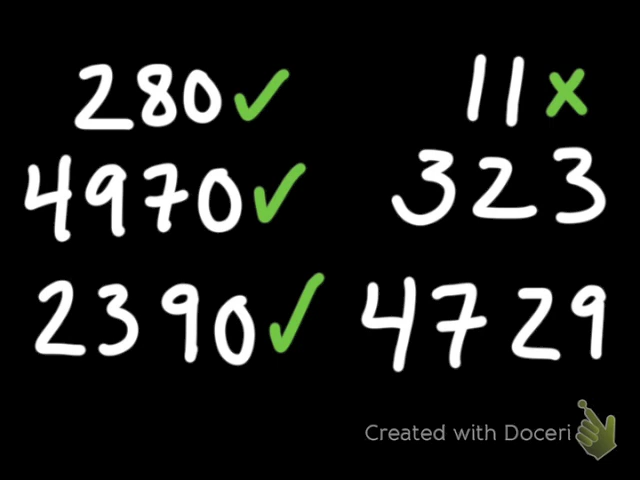 280 ✓ 11 x
4970 ✓ 323
2390 ✓ 4729
Created with Doceri